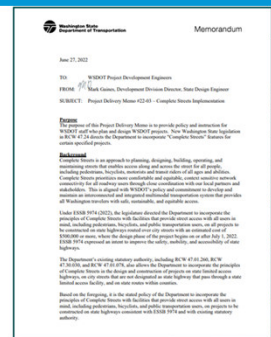 Washington State
Department of Transportation
Memorandum
June 27, 2022
TO: WSDOT Project Development Engineers
FROM: Mark Gaines, Development Division Director, State Design Engineer
SUBJECT: Project Delivery Memo #22-03 – Complete Streets Implementation
Purpose
The purpose of this Project Delivery Memo is to provide policy and instruction for
WSDOT staff who plan and design WSDOT projects. New Washington State legislation
in RCW 47.24 directs the Department to incorporate "Complete Streets" features for
certain specified projects.
Background
Complete Streets is an approach to planning, designing, building, operating, and
maintaining streets that enables access along and across the street for all people,
including pedestrians, bicyclists, motorists and transit riders of all ages and abilities.
Complete Streets prioritizes more comfortable and equitable, context sensitive network
connectivity for all roadway users through close coordination with our local partners and
stakeholders. This is aligned with WSDOT's policy and commitment to develop and
maintain an interconnected and integrated multimodal transportation system that provides
all Washington travelers with safe, sustainable, and equitable access.
Under ESSB 5974 (2022), the legislature directed the Department to incorporate the
principles of Complete Streets with facilities that provide street access with all users in
mind, including pedestrians, bicyclists, and public transportation users, on all projects to
be constructed on state highways routed over city streets with an estimated cost of
$500,000 or more, where the design phase of the project begins on or after July 1, 2022.
ESSB 5974 expressed an intent to improve the safety, mobility, and accessibility of state
highways.
The Department's existing statutory authority, including RCW 47.01.260, RCW
47.30.030, and RCW 47.01.078, also allows the Department to incorporate the principles
of Complete Streets in the design and construction of projects on state limited access
highways, on city streets that are not designated as state highway that pass through a state
limited access facility, and on state routes within counties.
Based on the foregoing, it is the stated policy of the Department to incorporate the
principles of Complete Streets with facilities that provide street access with all users in
mind, including pedestrians, bicyclists, and public transportation users, on projects to be
constructed on state highways consistent with ESSB 5974 and with existing statutory
authority.